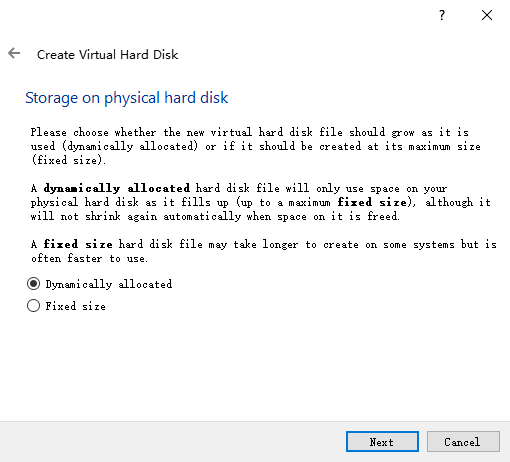 ?
Create Virtual Hard Disk
Storage on physical hard disk
Please choose whether the new virtual hard disk file should grow as it is
used (dynamically allocated) or if it should be created at its maximum size
(fixed size).
A dynamically allocated hard disk file will only use space on your
physical hard disk as it fills up (up to a maximum fixed size), although it
will not shrink again automatically when space on it is freed.
A fixed size hard disk file may take longer to create on some systems but is
often faster to use.
Dynamically allocated
Fixed size
Next
Cancel